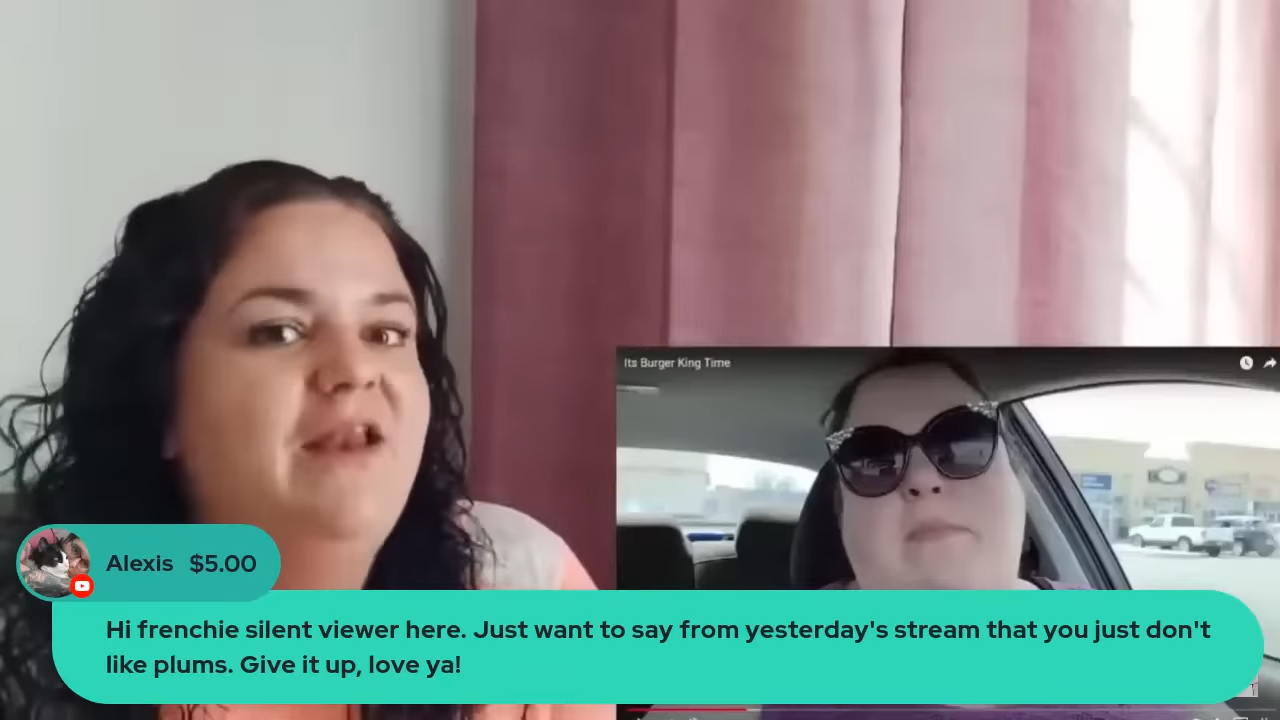 Its Burger King Time
Alexis $5.00
Hi frenchie silent viewer here. Just want to say from yesterday's stream that you just don't
like plums. Give it up, love ya!